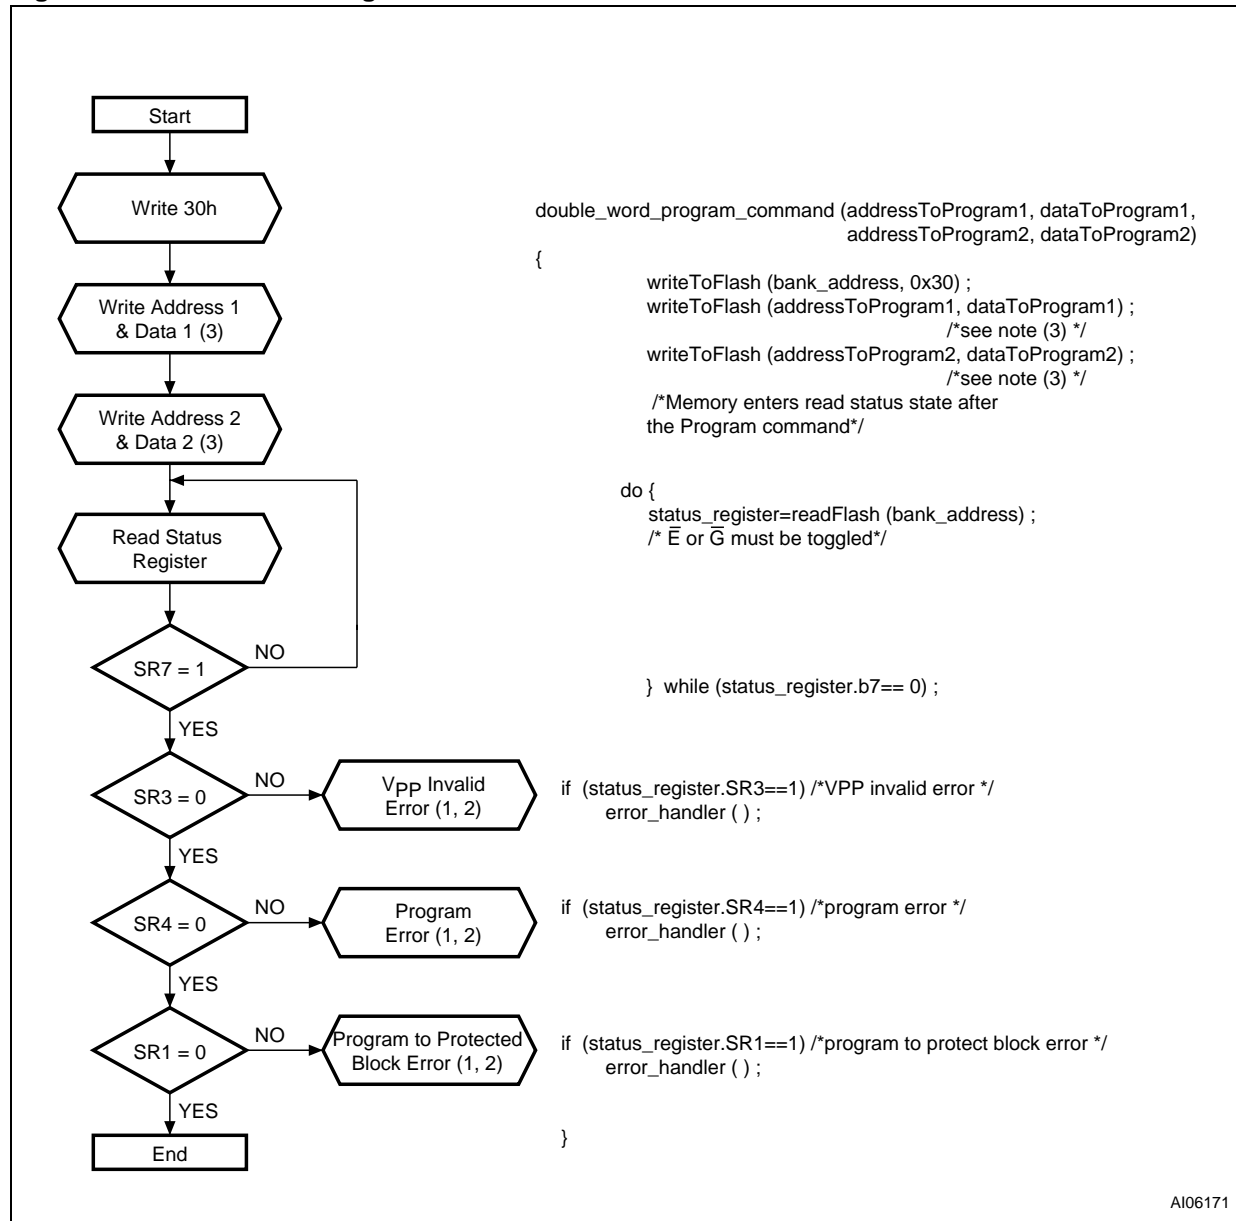 Start
Write 30h
Write Address 1
& Data 1 (3)
Write Address 2
& Data 2 (3)
Read Status
Register
SR7 = 1
NO
YES
SR3 = 0
NO
VPP Invalid
Error (1, 2)
YES
SR4 = 0
NO
Program
Error (1, 2)
YES
SR1 = 0
NO
Program to Protected
Block Error (1, 2)
YES
End
double_word_program_command (addressToProgram1, dataToProgram1,
addressToProgram2, dataToProgram2)
{
writeToFlash (bank_address, 0x30) ;
writeToFlash (addressToProgram1, dataToProgram1) ;
/*see note (3) */
writeToFlash (addressToProgram2, dataToProgram2) ;
/*see note (3) */
/*Memory enters read status state after
the Program command*/
do {
status_register=readFlash (bank_address) ;
/* E̅ or G̅ must be toggled*/
} while (status_register.b7== 0) ;
if (status_register.SR3==1) /*VPP invalid error */
error_handler ( ) ;
if (status_register.SR4==1) /*program error */
error_handler ( ) ;
if (status_register.SR1==1) /*program to protect block error */
error_handler ( ) ;
}
AI06171